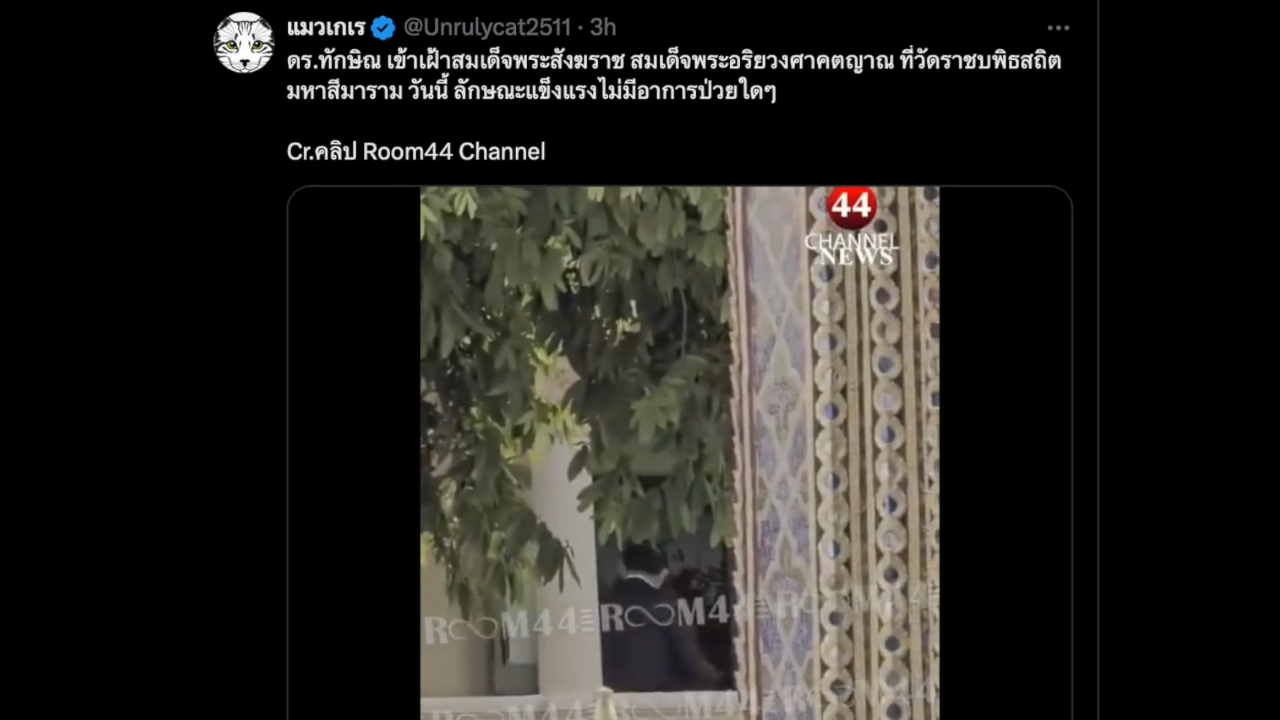 แมวเกเร @Unrulycat2511 · 3h
ดร.ทักษิณ เข้าเฝ้าสมเด็จพระสังฆราช สมเด็จพระอริยวงศาคตญาณ ที่วัดราชบพิธสถิต
มหาสีมาราม วันนี้ ลักษณะแข็งแรงไม่มีอาการป่วยใดๆ
Cr.คลิป Room44 Channel
44
CHANNEL
NEWS
ROOM44 ROOM44